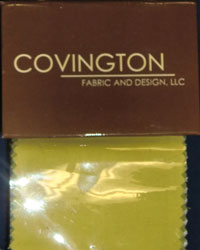 COVINGTON
FABRIC AND DESIGN, LLC